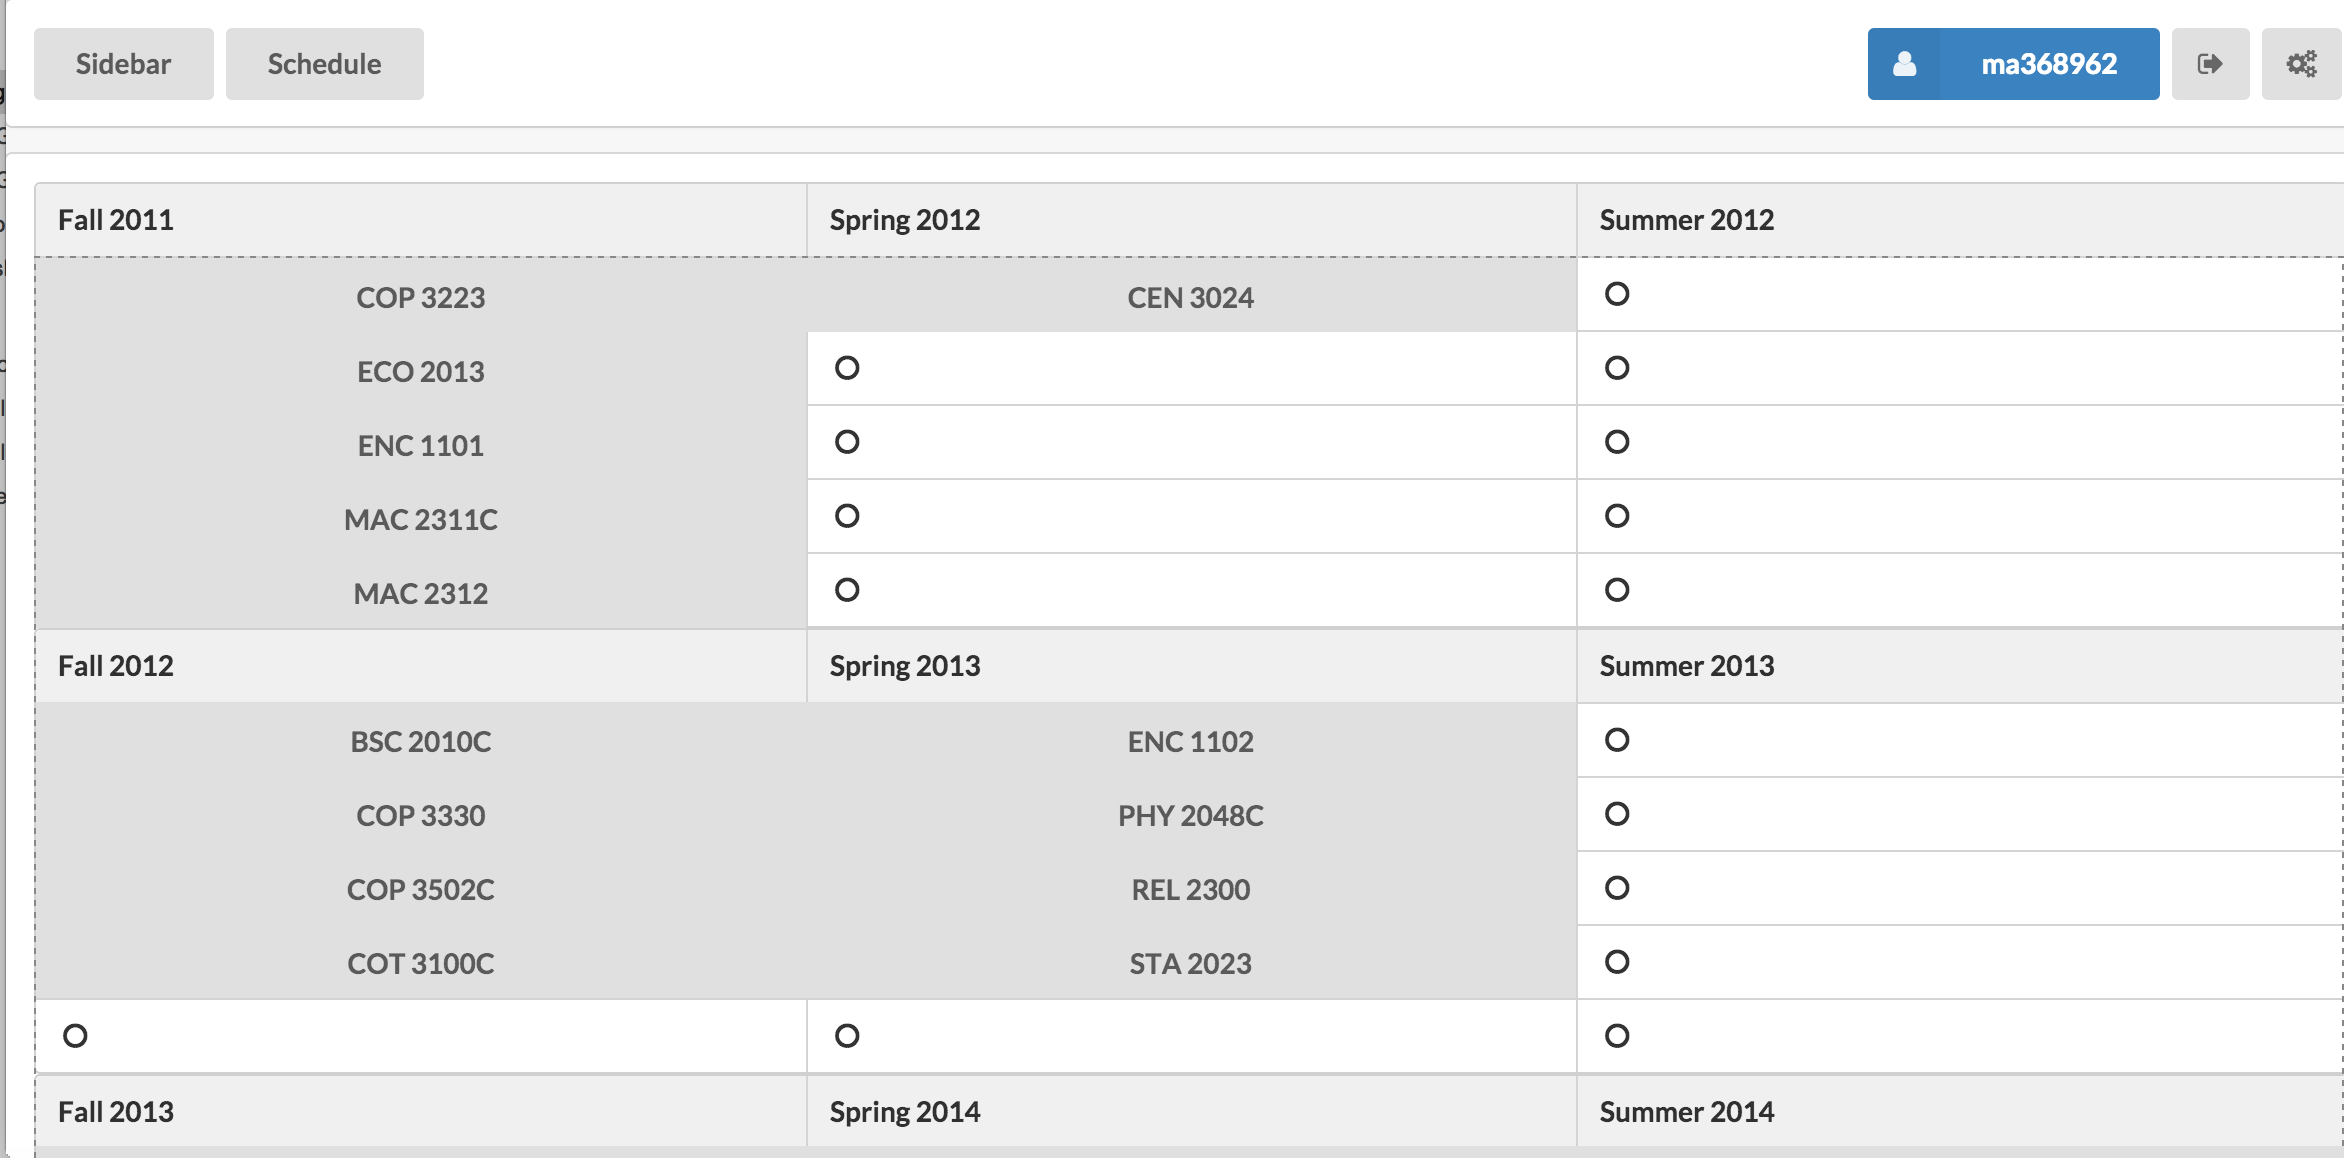 Sidebar Schedule ma368962
Fall 2011 Spring 2012 Summer 2012
COP 3223 CEN 3024
ECO 2013
ENC 1101
MAC 2311C
MAC 2312
Fall 2012 Spring 2013 Summer 2013
BSC 2010C ENC 1102
COP 3330 PHY 2048C
COP 3502C REL 2300
COT 3100C STA 2023
Fall 2013 Spring 2014 Summer 2014